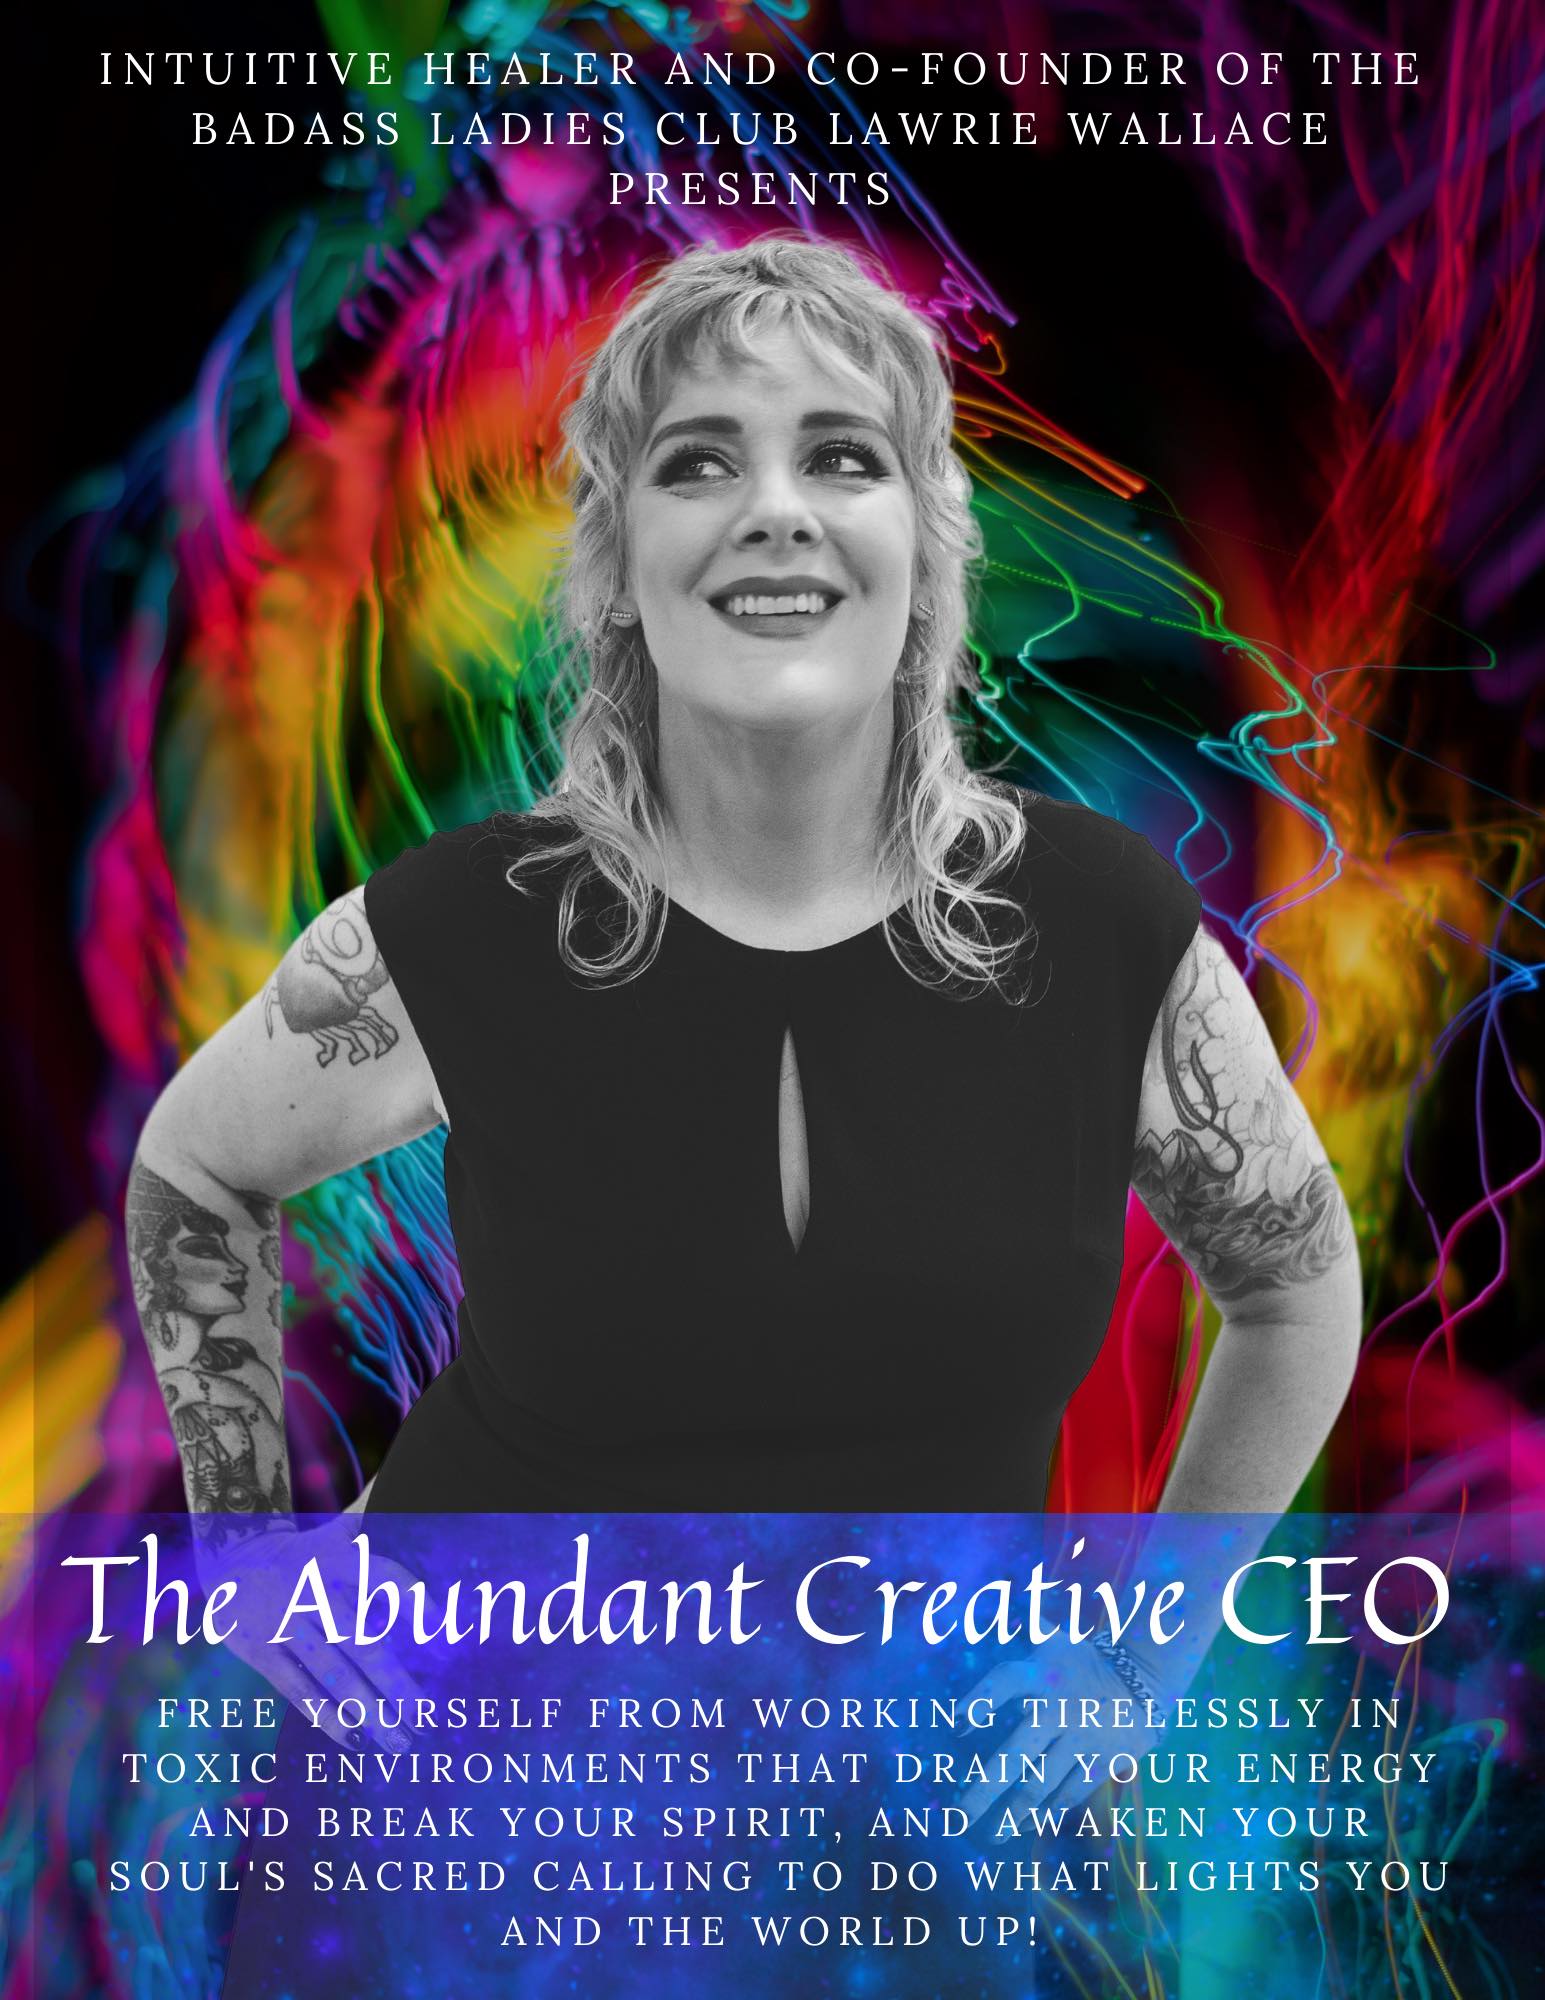 INTUITIVE HEALER AND CO-FOUNDER OF THE
BADASS LADIES CLUB LAWRIE WALLACE
PRESENTS
The Abundant Creative CEO
FREE YOURSELF FROM WORKING TIRELESSLY IN
TOXIC ENVIRONMENTS THAT DRAIN YOUR ENERGY
AND BREAK YOUR SPIRIT, AND AWAKEN YOUR
SOUL'S SACRED CALLING TO DO WHAT LIGHTS YOU
AND THE WORLD UP!